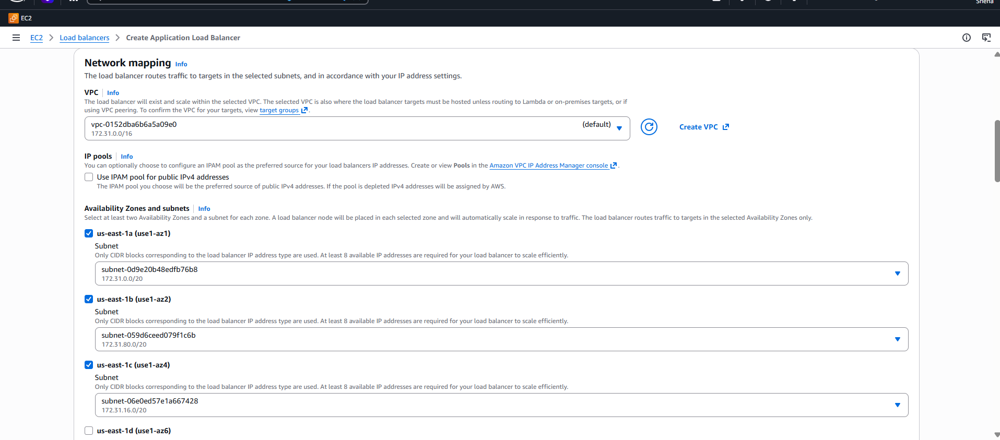 Shena
EC2
EC2 > Load balancers > Create Application Load Balancer
Network mapping Info
The load balancer routes traffic to targets in the selected subnets, and in accordance with your IP address settings.
VPC Info
The load balancer will exist and scale within the selected VPC. The selected VPC is also where the load balancer targets must be hosted unless routing to Lambda or on-premises targets, or if
using VPC peering. To confirm the VPC for your targets, view target groups.
vpc-0152dba6b6a5a09e0 (default)
172.31.0.0/16
Create VPC
IP pools Info
You can optionally choose to configure an IPAM pool as the preferred source for your load balancers IP addresses. Create or view Pools in the Amazon VPC IP Address Manager console.
Use IPAM pool for public IPv4 addresses
The IPAM pool you choose will be the preferred source of public IPv4 addresses. If the pool is depleted IPv4 addresses will be assigned by AWS.
Availability Zones and subnets Info
Select at least two Availability Zones and a subnet for each zone. A load balancer node will be placed in each selected zone and will automatically scale in response to traffic. The load balancer routes traffic to targets in the selected Availability Zones only.
us-east-1a (use1-az1)
Subnet
Only CIDR blocks corresponding to the load balancer IP address type are used. At least 8 available IP addresses are required for your load balancer to scale efficiently.
subnet-0d9e20b48edfb76b8
172.31.0.0/20
us-east-1b (use1-az2)
Subnet
Only CIDR blocks corresponding to the load balancer IP address type are used. At least 8 available IP addresses are required for your load balancer to scale efficiently.
subnet-059d6ceed079f1c6b
172.31.80.0/20
us-east-1c (use1-az4)
Subnet
Only CIDR blocks corresponding to the load balancer IP address type are used. At least 8 available IP addresses are required for your load balancer to scale efficiently.
subnet-06e0ed57e1a667428
172.31.16.0/20
us-east-1d (use1-az6)